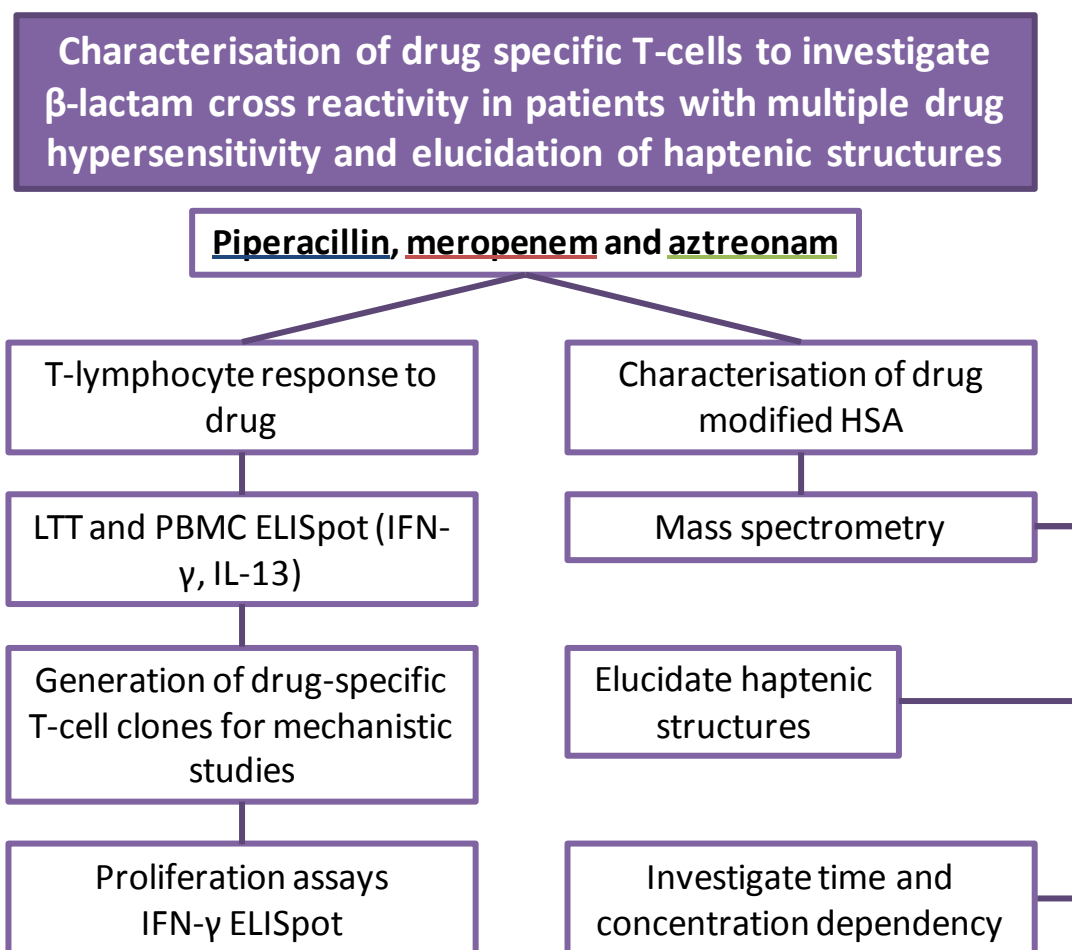 Characterisation of drug specific T-cells to investigate
β-lactam cross reactivity in patients with multiple drug
hypersensitivity and elucidation of haptenic structures
Piperacillin, meropenem and aztreonam
T-lymphocyte response to
drug
LTT and PBMC ELISpot (IFN-
γ, IL-13)
Generation of drug-specific
T-cell clones for mechanistic
studies
Proliferation assays
IFN-γ ELISpot
Characterisation of drug
modified HSA
Mass spectrometry
Elucidate haptenic
structures
Investigate time and
concentration dependency